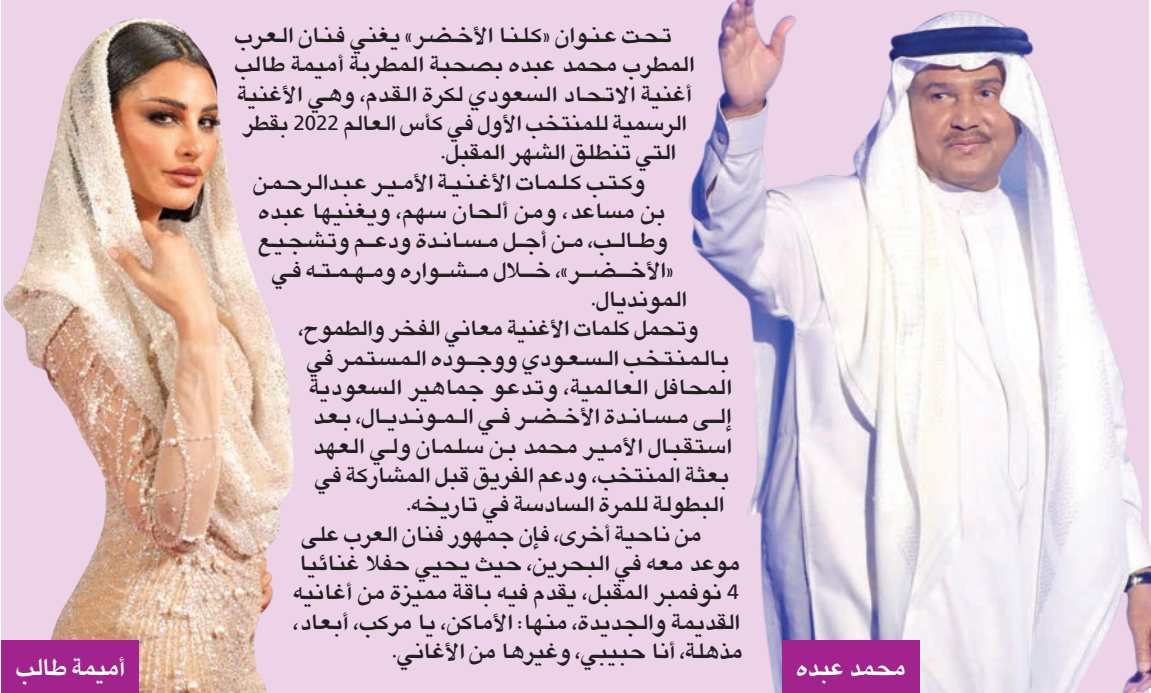 تحت عنوان «كلنا الأخضر» يغني فنان العرب
المطرب محمد عبده بصحبة المطربة أميمة طالب
أغنية الاتحاد السعودي لكرة القدم، وهي الأغنية
الرسمية للمنتخب الأول في كأس العالم 2022 بقطر
التي تنطلق الشهر المقبل.
وكتب كلمات الأغنية الأمير عبدالرحمن
بن مساعد، ومن ألحان سهم، ويغنيها عبده
وطالب، من أجل مساندة ودعم وتشجيع
«الأخضر»، خلال مشواره ومهمته في
المونديال.
وتحمل كلمات الأغنية معاني الفخر والطموح،
بالمنتخب السعودي ووجوده المستمر في
المحافل العالمية، وتدعو جماهير السعودية
إلى مساندة الأخضر في المونديال، بعد
استقبال الأمير محمد بن سلمان ولي العهد
بعثة المنتخب، ودعم الفريق قبل المشاركة في
البطولة للمرة السادسة في تاريخه.
من ناحية أخرى، فإن جمهور فنان العرب على
موعد معه في البحرين، حيث يحيي حفلا غنائيا
4 نوفمبر المقبل، يقدم فيه باقة مميزة من أغانيه
القديمة والجديدة، منها: الأماكن، يا مركب، أبعاد،
مذهلة، أنا حبيبي، وغيرها من الأغاني.
محمد عبده
أميمة طالب